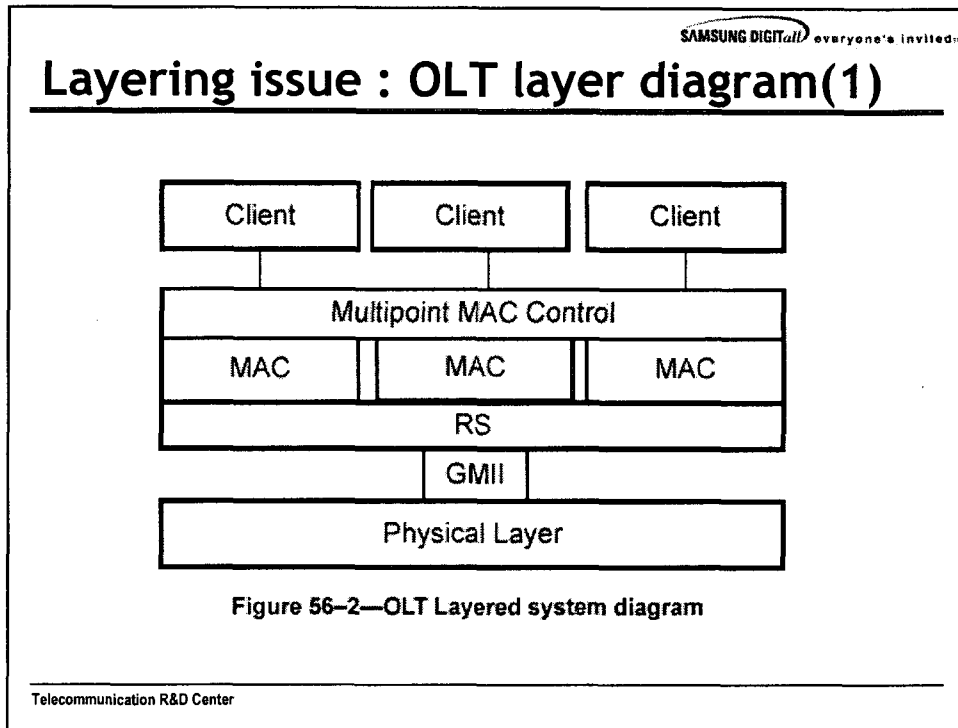 SAMSUNG DIGITall everyone's invited™
Layering issue : OLT layer diagram(1)
Client Client Client
Multipoint MAC Control
MAC MAC MAC
RS
GMII
Physical Layer
Figure 56–2—OLT Layered system diagram
Telecommunication R&D Center